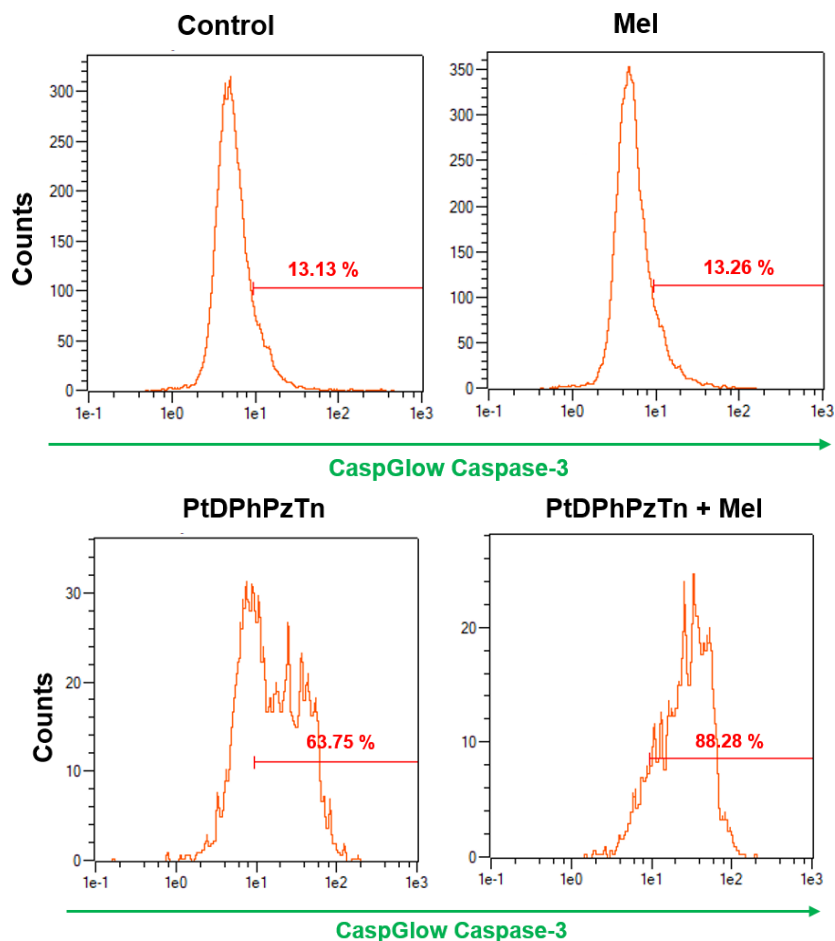 Control
Mel
Counts
300
250
200
150
100
50
0
13.13 %
1e-1 1e0 1e1 1e2 1e3
350
300
250
200
150
100
50
0
13.26 %
1e-1 1e0 1e1 1e2 1e3
CaspGlow Caspase-3
PtDPhPzTn
PtDPhPzTn + Mel
Counts
30
20
10
0
63.75 %
1e-1 1e0 1e1 1e2 1e3
20
10
0
88.28 %
1e-1 1e0 1e1 1e2 1e3
CaspGlow Caspase-3